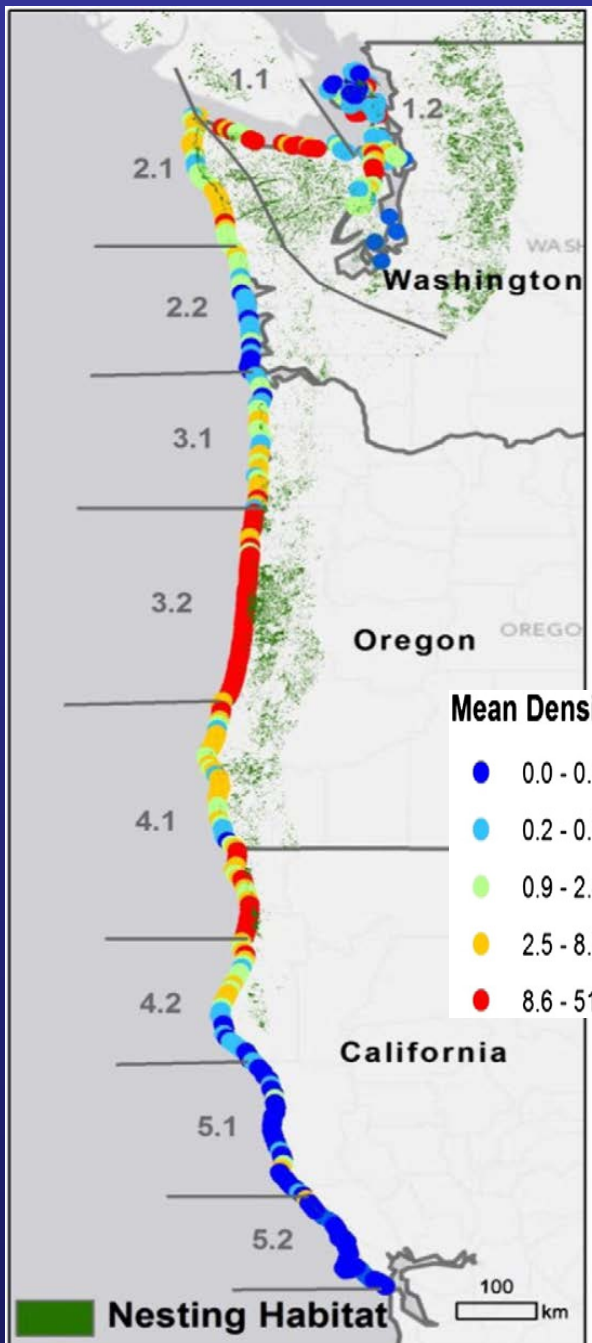 1.1
1.2
2.1
WASH
Washington
2.2
3.1
3.2
Oregon
OREGO
Mean Densi
0.0 - 0.
0.2 - 0.
4.1
0.9 - 2.
2.5 - 8.
4.2
8.6 - 51
California
5.1
5.2
100
km
Nesting Habitat